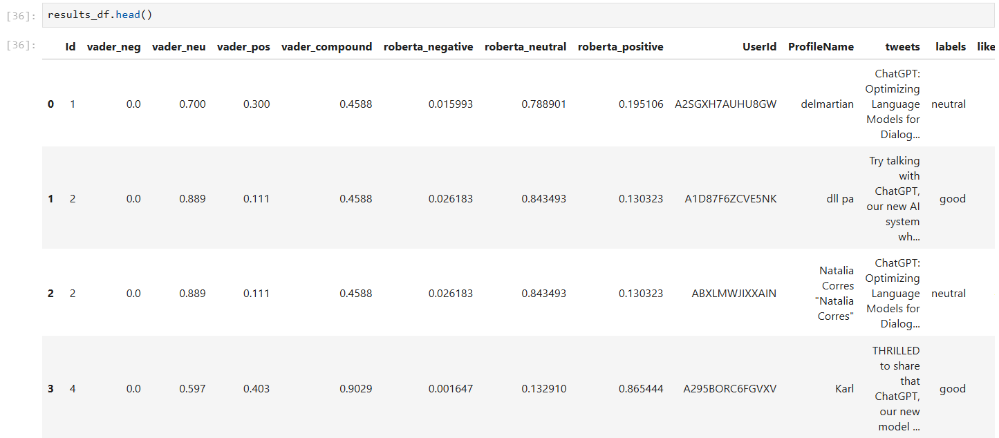 [36]: results_df.head()
[36]: Id vader_neg vader_neu vader_pos vader_compound roberta_negative roberta_neutral roberta_positive UserId ProfileName tweets labels like
0 1 0.0 0.700 0.300 0.4588 0.015993 0.788901 0.195106 A2SGXH7AUHU8GW delmartian ChatGPT: Optimizing Language Models for Dialog... neutral
1 2 0.0 0.889 0.111 0.4588 0.026183 0.843493 0.130323 A1D87F6ZCVE5NK dll pa Try talking with ChatGPT, our new AI system wh... good
2 2 0.0 0.889 0.111 0.4588 0.026183 0.843493 0.130323 ABXLMWJIXXAIN Natalia Corres "Natalia Corres" ChatGPT: Optimizing Language Models for Dialog... neutral
3 4 0.0 0.597 0.403 0.9029 0.001647 0.132910 0.865444 A295BORC6FGVXV Karl THRILLED to share that ChatGPT, our new model ... good